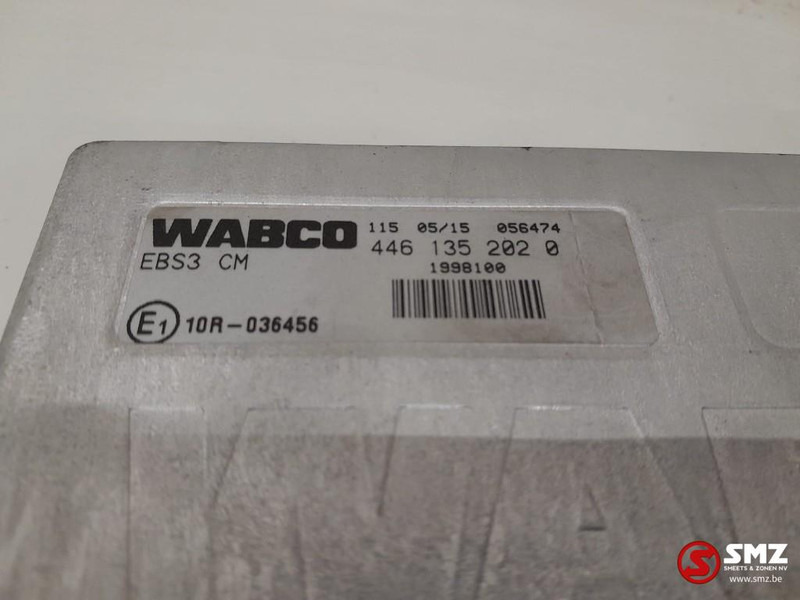 WABCO 115 05/15 056474
446 135 202 0
EBS3 CM
1998100
E1 10R-036456
SMZ
SMEETS & ZONEN NV
www.smz.be